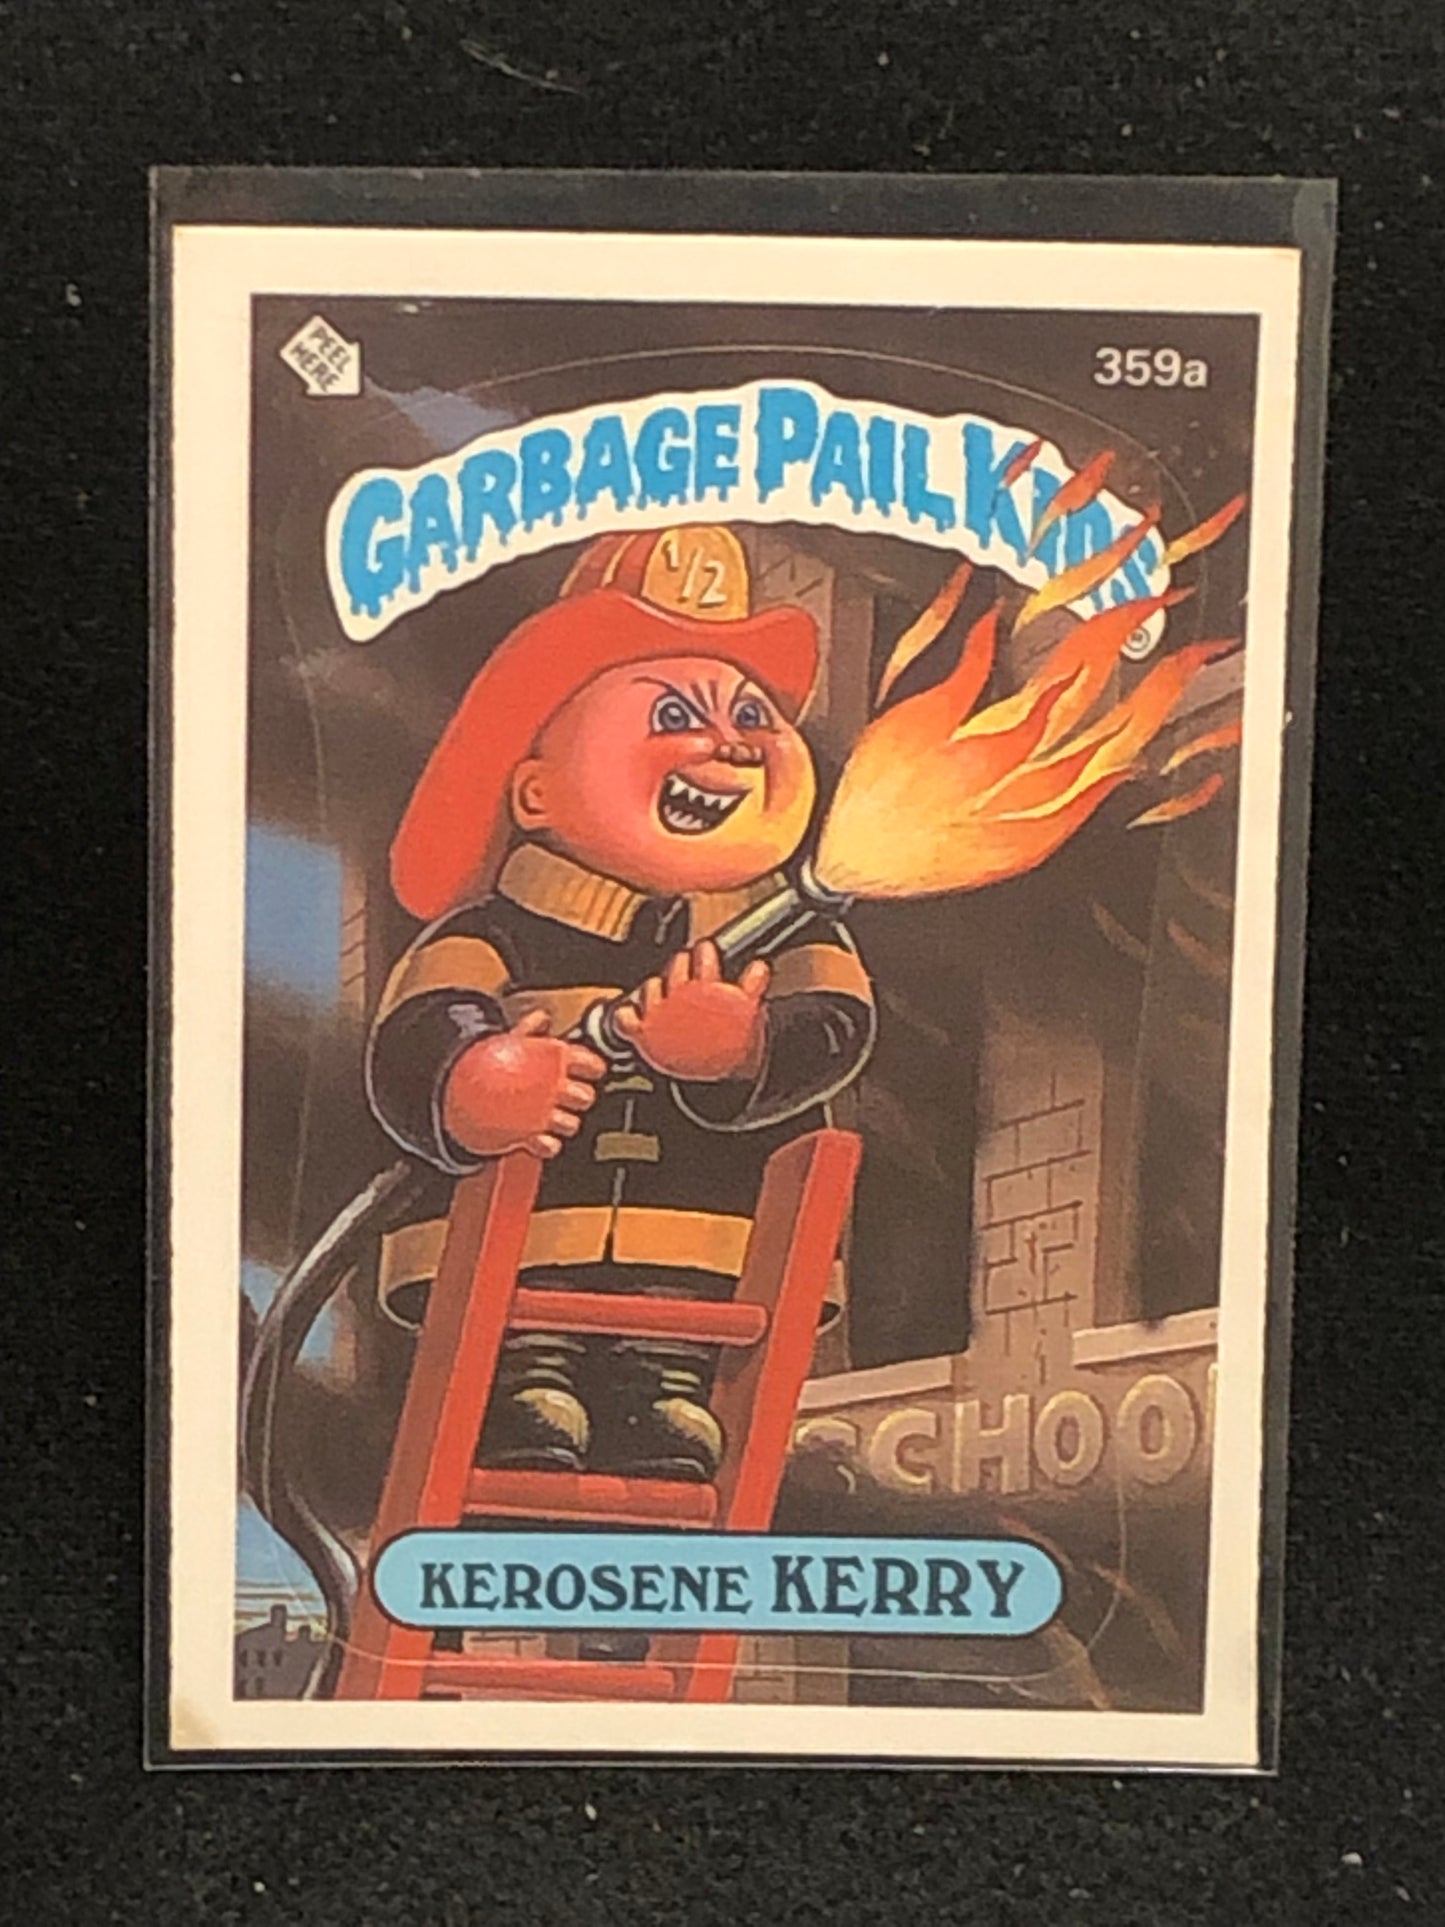 PEEL
HERE
359a
GARBAGE PAIL KIDS
1/2
SCHOO
KEROSENE KERRY